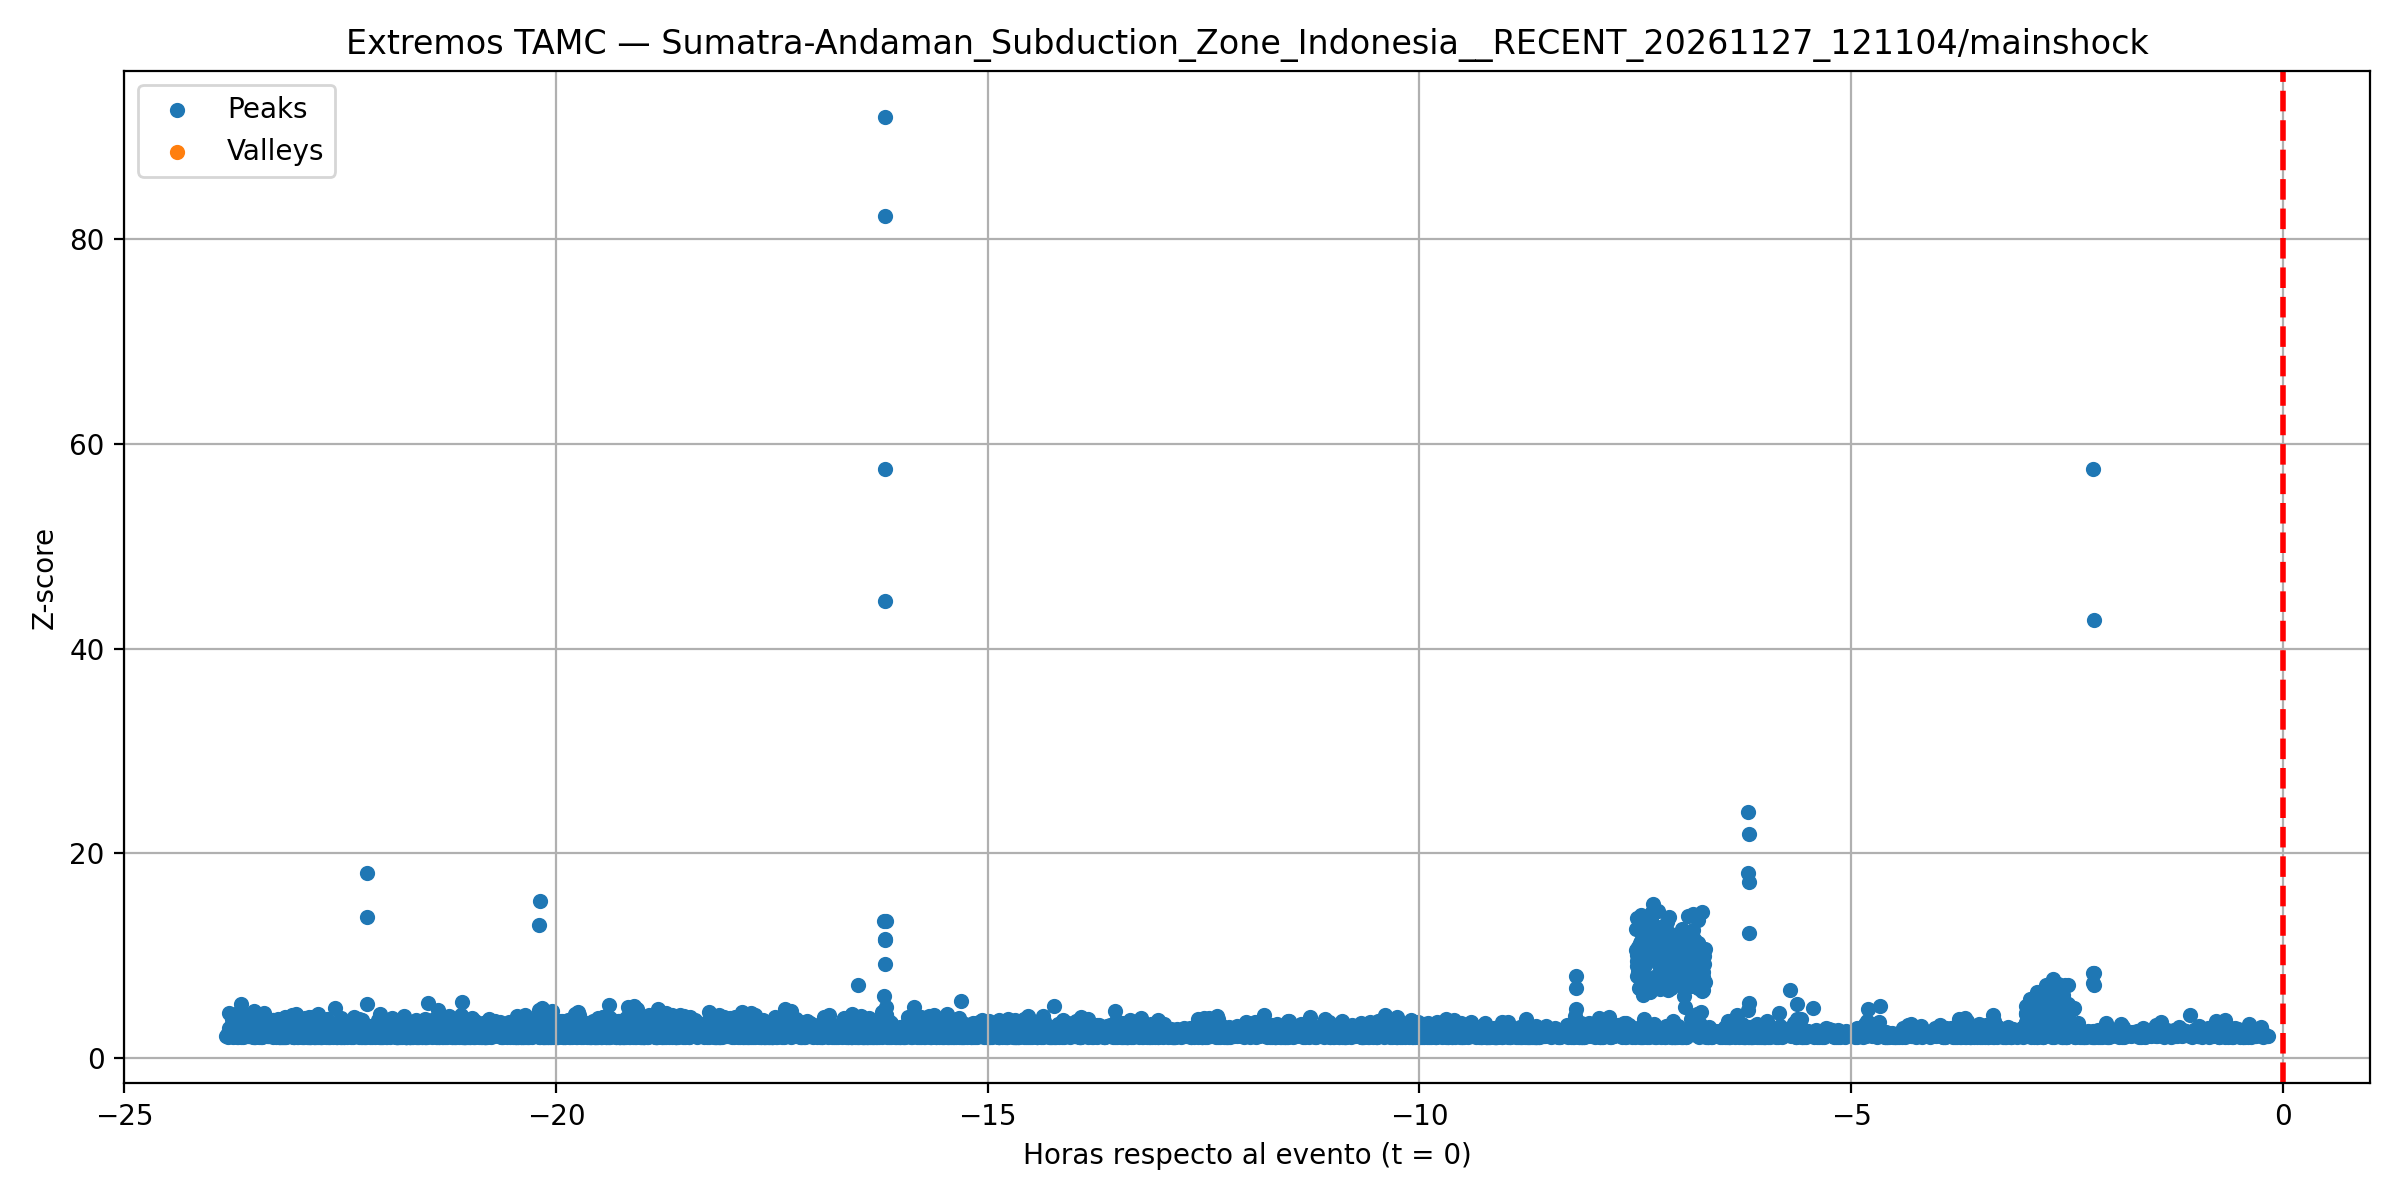 Extremos TAMC — Sumatra-Andaman_Subduction_Zone_Indonesia__RECENT_20261127_121104/mainshock
Peaks
Valleys
Z-score
80
60
40
20
0
−25
−20
−15
−10
−5
0
Horas respecto al evento (t = 0)